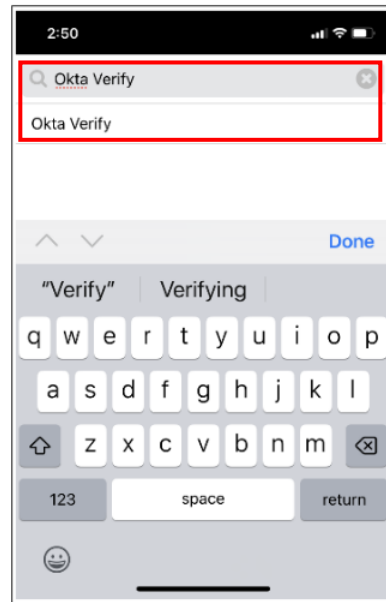 2:50
Okta Verify
Okta Verify
Done
“Verify” Verifying
q w e r t y u i o p
a s d f g h j k l
z x c v b n m
123 space return